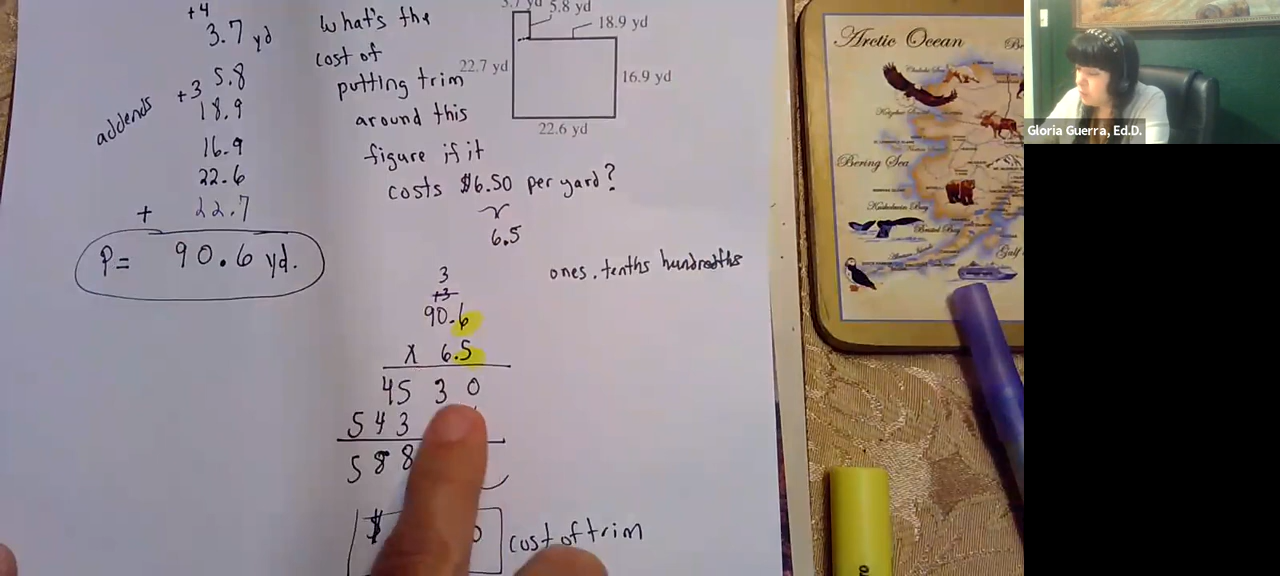 +4
3.7 yd
+3 5.8
addends
18.9
16.9
22.6
+ 22.7
P= 90.6 yd.
What's the
cost of
putting trim
around this
figure if it
costs $6.50 per yard?
6.5
5.8 yd
18.9 yd
22.7 yd
16.9 yd
22.6 yd
ones. tenths hundredths
3
+3
90.6
x 6.5
45 3 0
5 4 3
5 8 8
$
cost of trim
Arctic Ocean
Bering Sea
Bristol Bay
Gulf
Gloria Guerra, Ed.D.